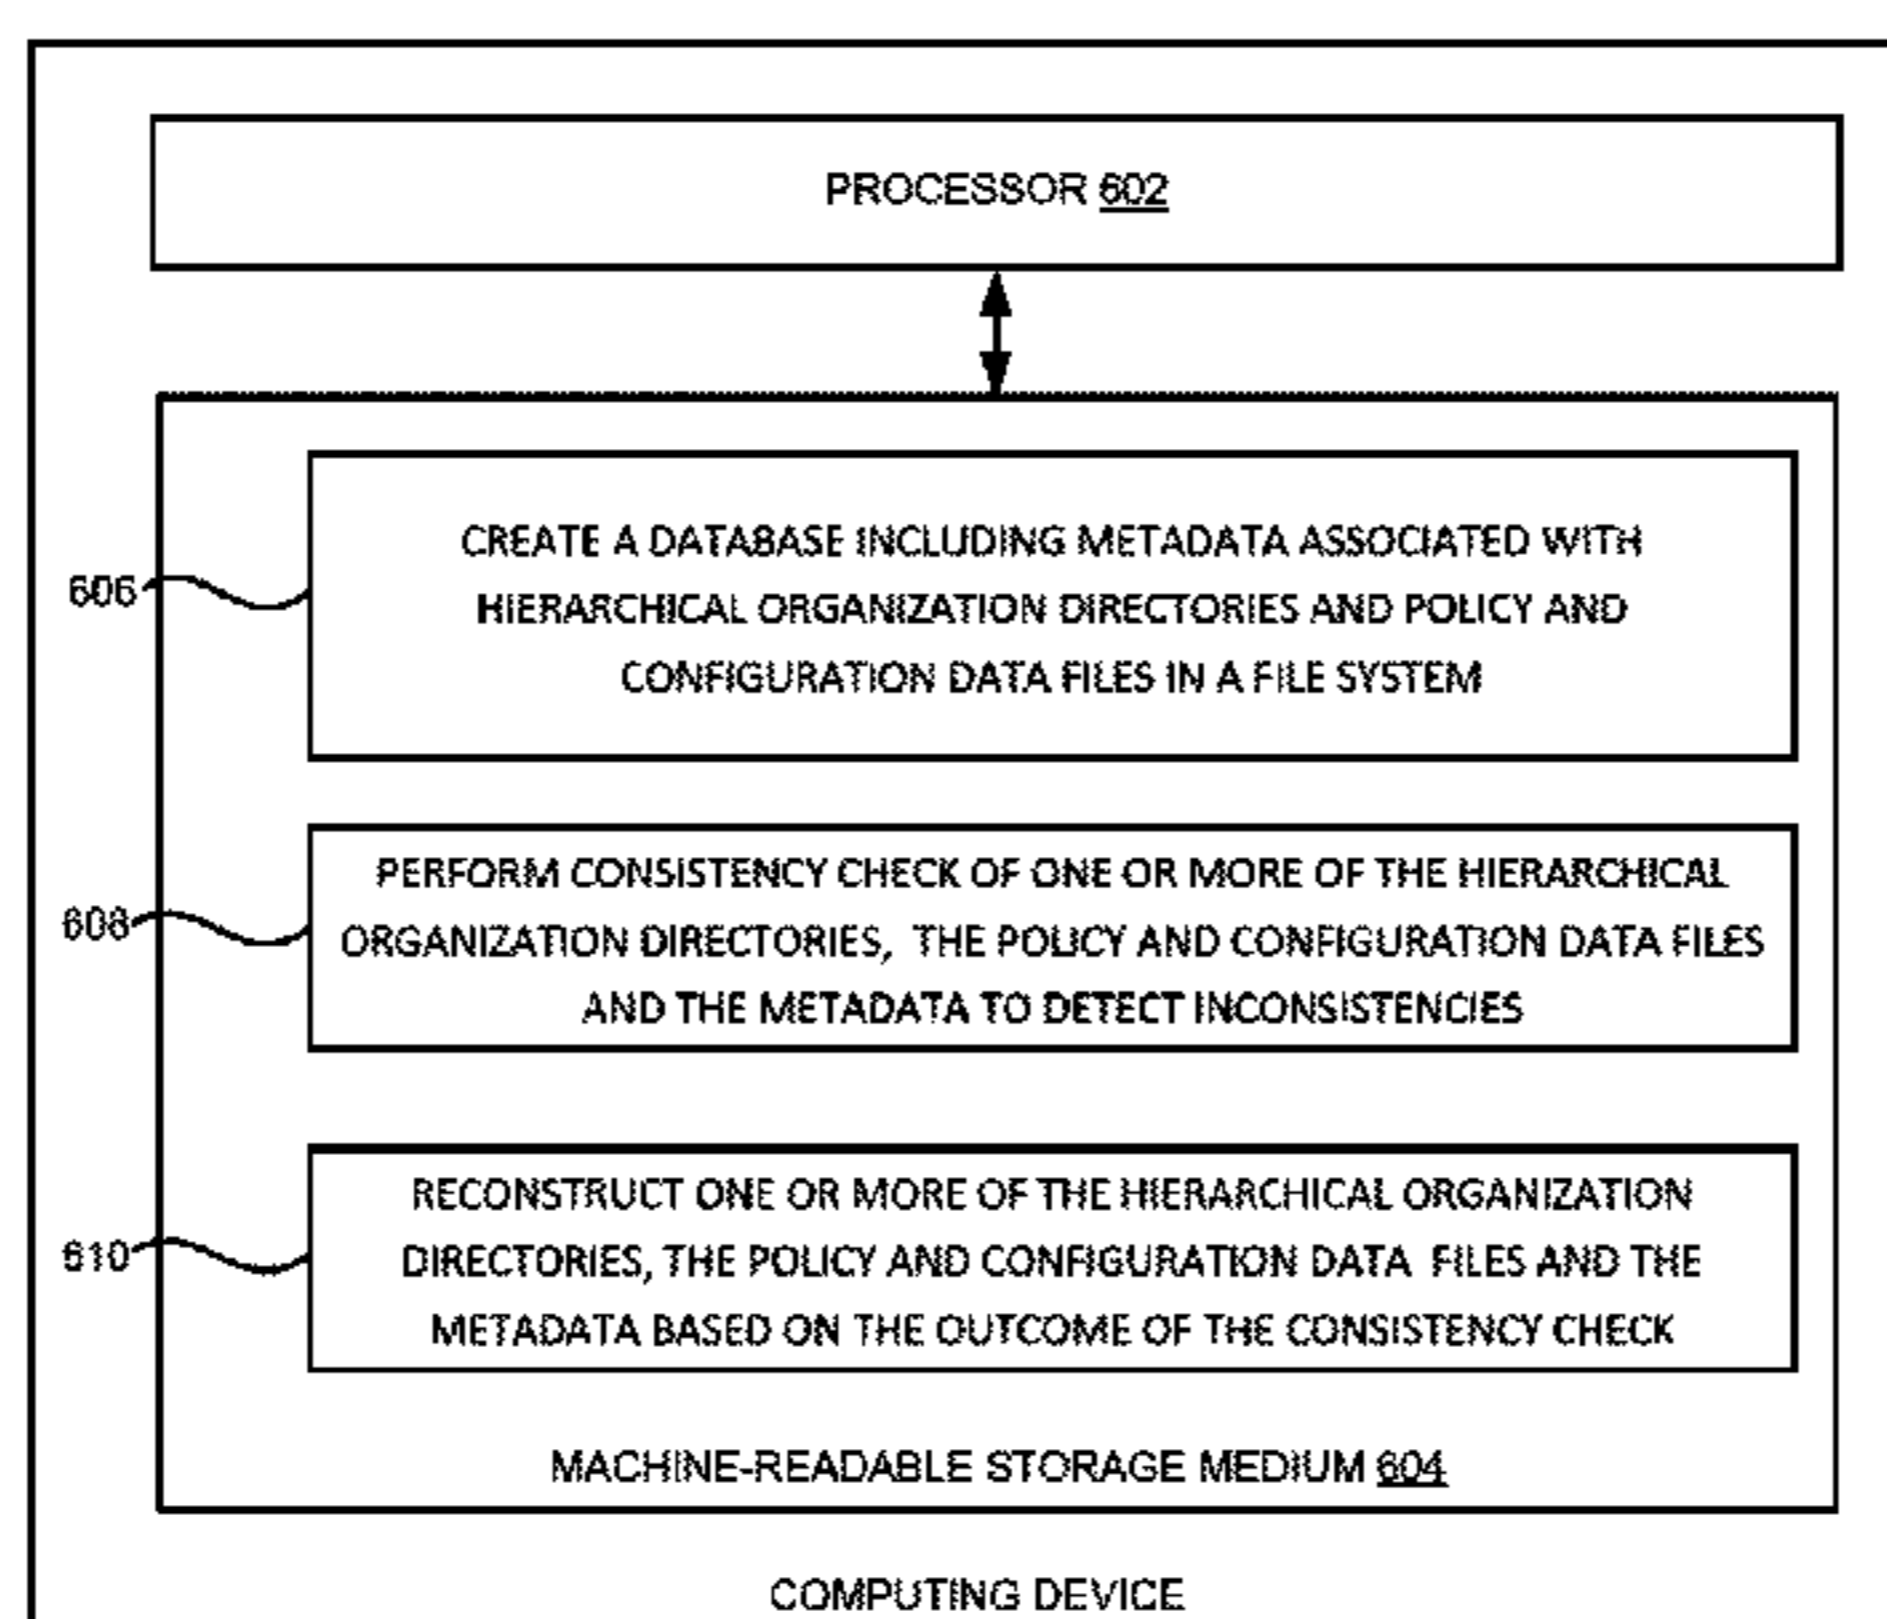 PROCESSOR 602
CREATE A DATABASE INCLUDING METADATA ASSOCIATED WITH
HIERARCHICAL ORGANIZATION DIRECTORIES AND POLICY AND
CONFIGURATION DATA FILES IN A FILE SYSTEM
606
PERFORM CONSISTENCY CHECK OF ONE OR MORE OF THE HIERARCHICAL
ORGANIZATION DIRECTORIES, THE POLICY AND CONFIGURATION DATA FILES
AND THE METADATA TO DETECT INCONSISTENCIES
608
RECONSTRUCT ONE OR MORE OF THE HIERARCHICAL ORGANIZATION
DIRECTORIES, THE POLICY AND CONFIGURATION DATA FILES AND THE
METADATA BASED ON THE OUTCOME OF THE CONSISTENCY CHECK
610
MACHINE-READABLE STORAGE MEDIUM 604
COMPUTING DEVICE